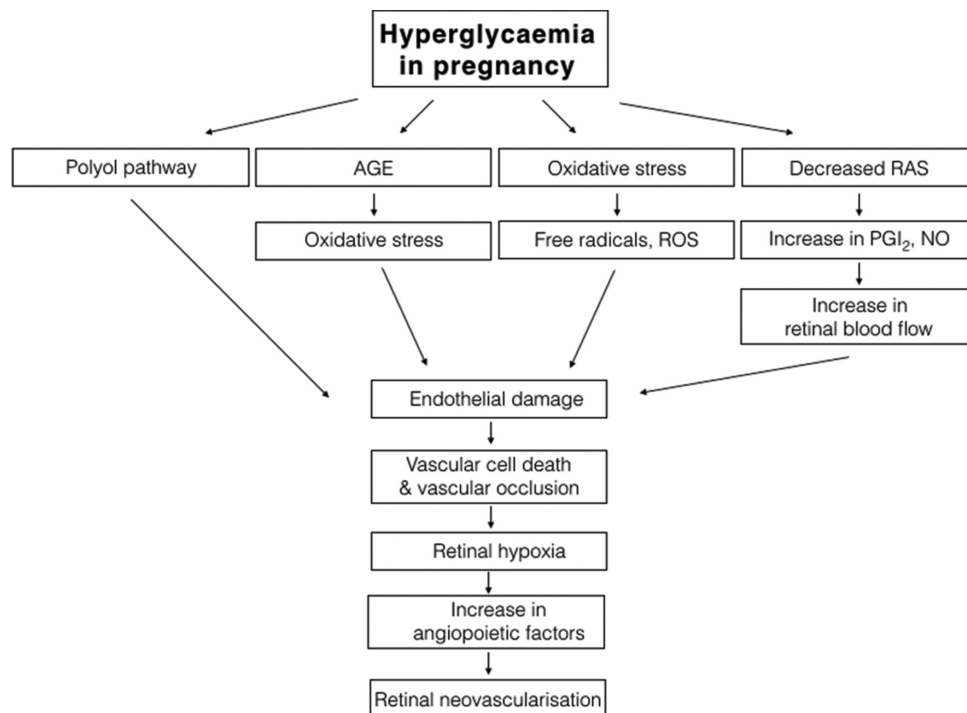 Hyperglycaemia
in pregnancy
Polyol pathway
AGE
Oxidative stress
Decreased RAS
Oxidative stress
Free radicals, ROS
Increase in PGI₂, NO
Increase in
retinal blood flow
Endothelial damage
Vascular cell death
& vascular occlusion
Retinal hypoxia
Increase in
angiopoietic factors
Retinal neovascularisation